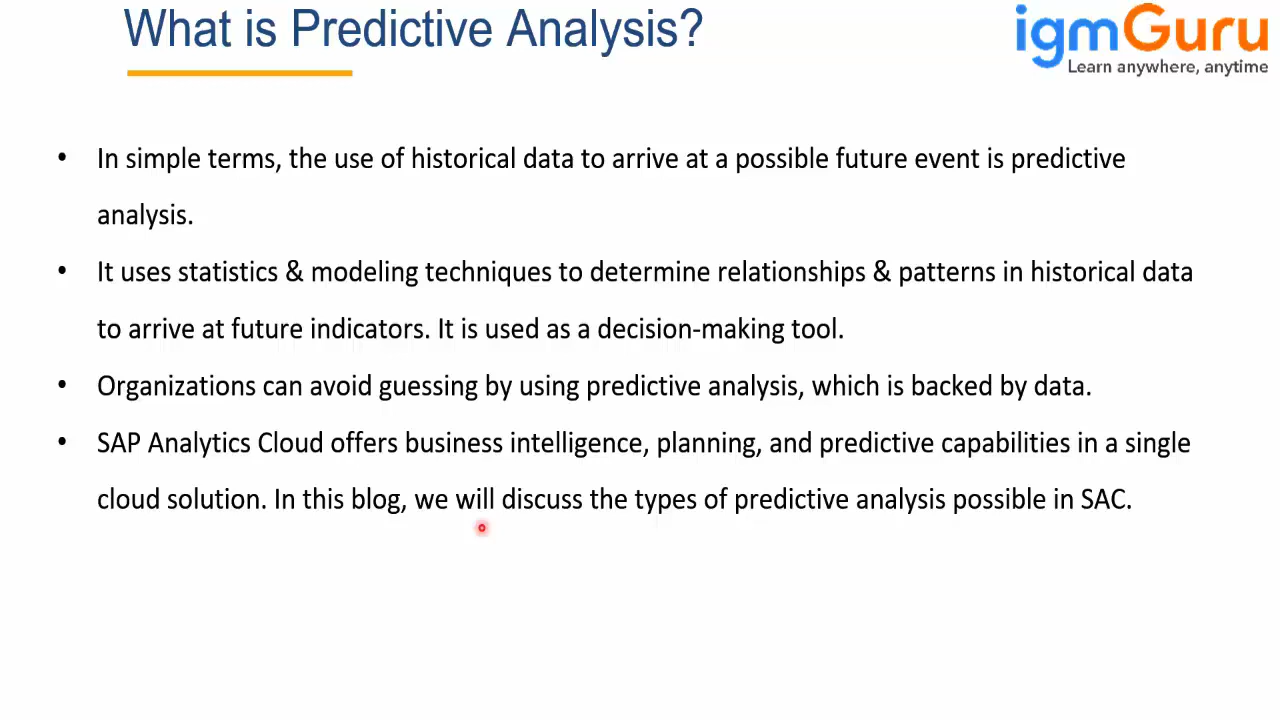 What is Predictive Analysis?
igmGuru
Learn anywhere, anytime
• In simple terms, the use of historical data to arrive at a possible future event is predictive
analysis.
• It uses statistics & modeling techniques to determine relationships & patterns in historical data
to arrive at future indicators. It is used as a decision-making tool.
• Organizations can avoid guessing by using predictive analysis, which is backed by data.
• SAP Analytics Cloud offers business intelligence, planning, and predictive capabilities in a single
cloud solution. In this blog, we will discuss the types of predictive analysis possible in SAC.